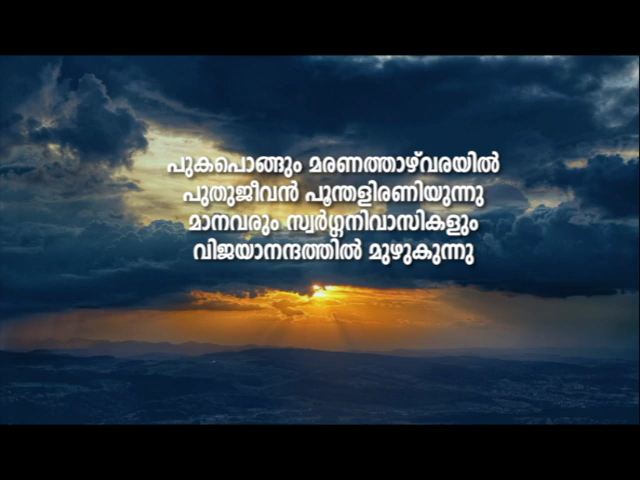 പുകപൊങ്ങും മരണത്താഴ്‌വരയിൽ
പുതുജീവൻ പൂന്തളിരണിയുന്നു
മാനവരും സ്വർഗ്ഗനിവാസികളും
വിജയാനന്ദത്തിൽ മുഴുകുന്നു